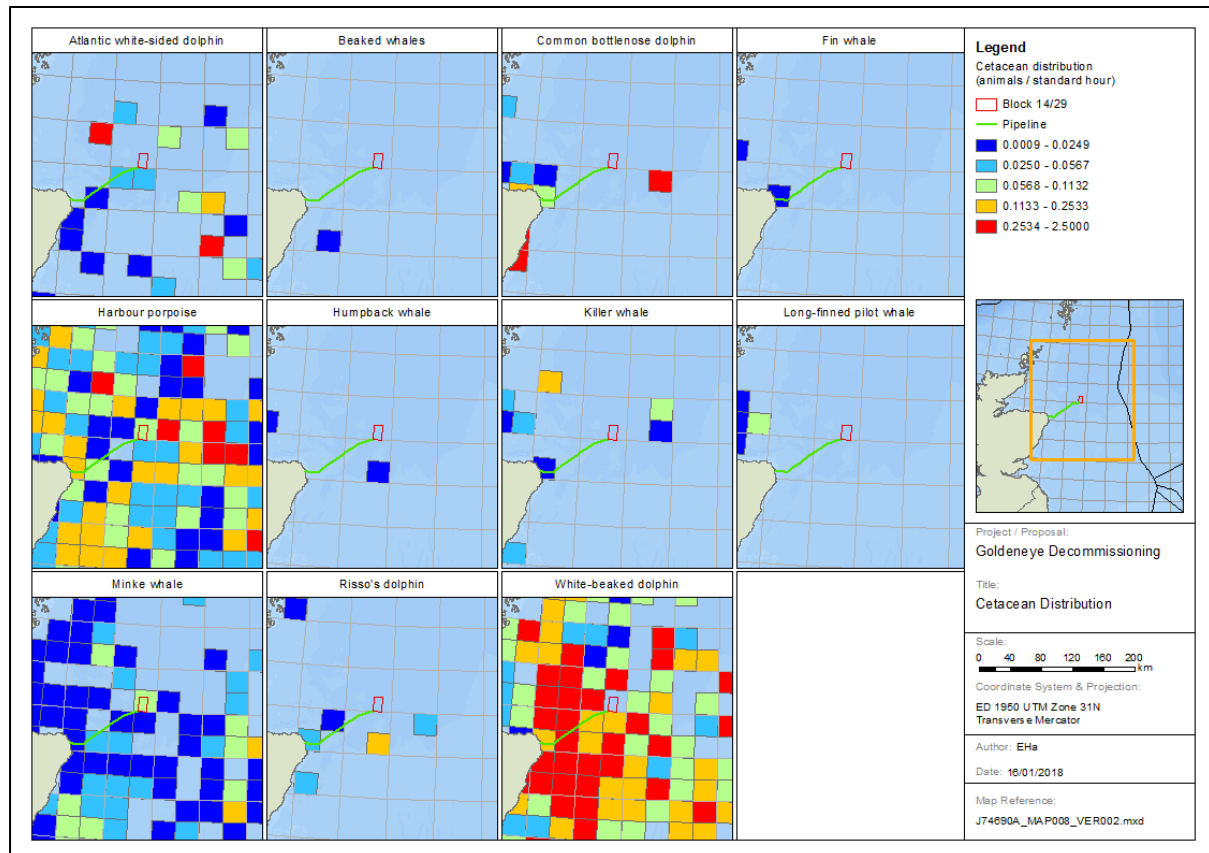 Atlantic white-sided dolphin
Beaked whales
Common bottlenose dolphin
Fin whale
Harbour porpoise
Humpback whale
Killer whale
Long-finned pilot whale
Minke whale
Risso's dolphin
White-beaked dolphin
Legend
Cetacean distribution
(animals / standard hour)
Block 14/29
Pipeline
0.0009 - 0.0249
0.0250 - 0.0567
0.0568 - 0.1132
0.1133 - 0.2533
0.2534 - 2.5000
Project / Proposal:
Goldeneye Decommissioning
Title:
Cetacean Distribution
Scale:
0 40 80 120 160 200
km
Coordinate System & Projection:
ED 1950 UTM Zone 31N
Transverse Mercator
Author: EHa
Date: 16/01/2018
Map Reference:
J74690A_MAP008_VER002.mxd